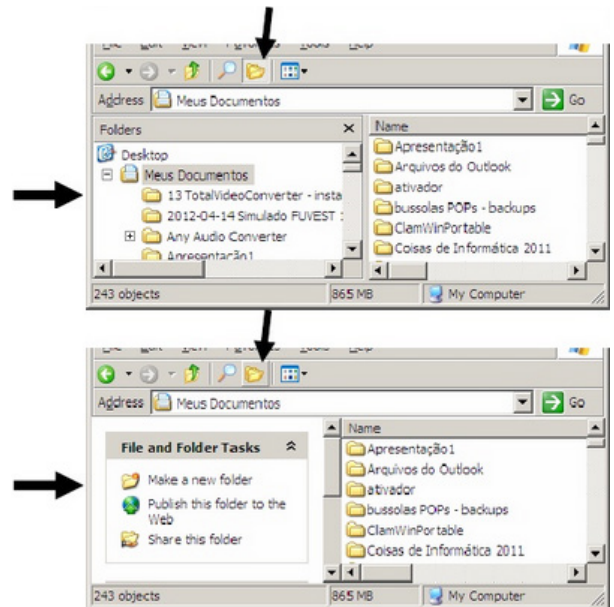 Address Meus Documentos Go
Folders Name
Desktop
Meus Documentos
13 TotalVideoConverter - insta
2012-04-14 Simulado FUVEST
Any Audio Converter
Apresentação1
Apresentação1
Arquivos do Outlook
ativador
bussolas POPs - backups
ClamWinPortable
Coisas de Informática 2011
243 objects 865 MB My Computer
Address Meus Documentos Go
File and Folder Tasks
Make a new folder
Publish this folder to the
Web
Share this folder
Name
Apresentação1
Arquivos do Outlook
ativador
bussolas POPs - backups
ClamWinPortable
Coisas de Informática 2011
243 objects 865 MB My Computer